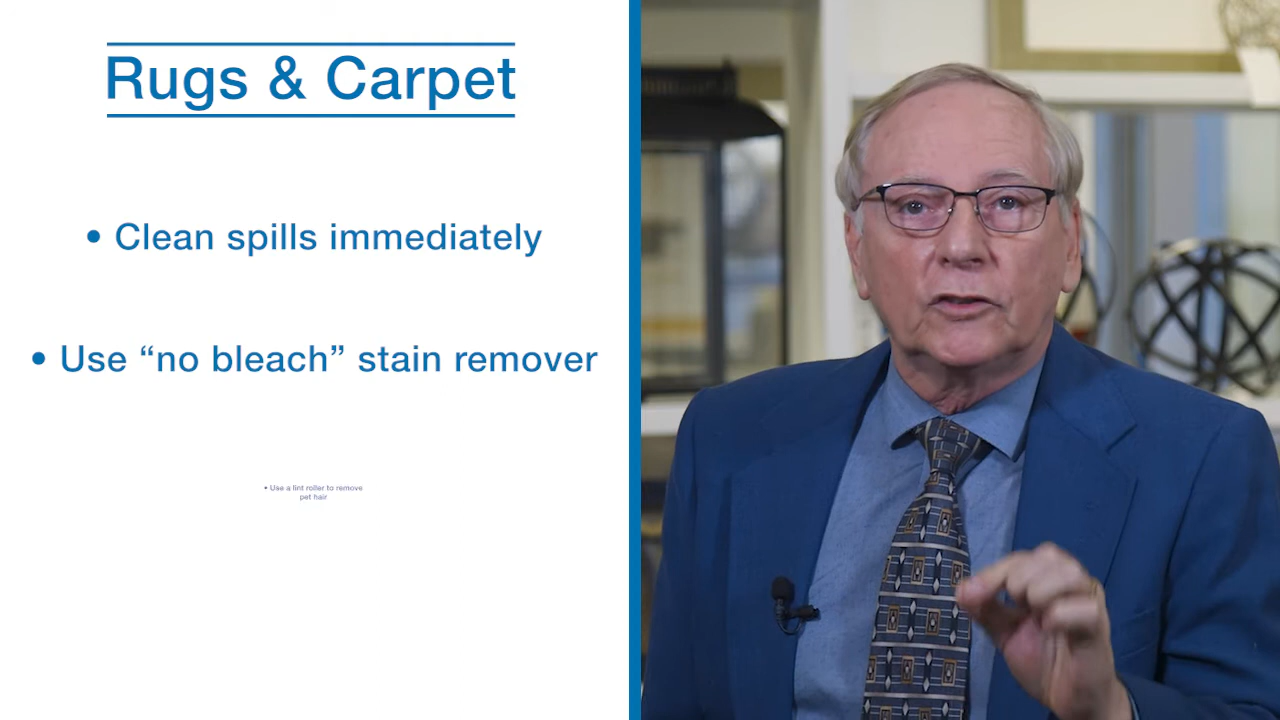 Rugs & Carpet
• Clean spills immediately
• Use “no bleach” stain remover
• Use a lint roller to remove
pet hair